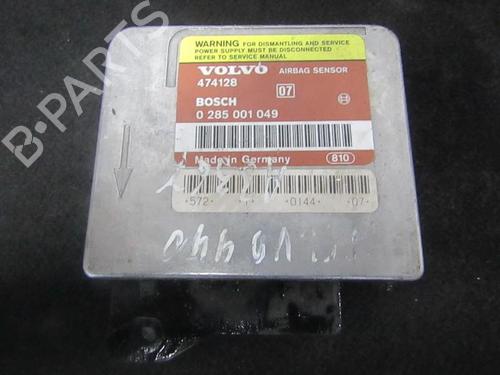 WARNING FOR DISMANTLING AND SERVICE
POWER SUPPLY MUST BE DISCONNECTED
REFER TO SERVICE MANUAL
VOLVO AIRBAG SENSOR
474128
07
BOSCH
0 285 001 049
Made in Germany 810
572 0144 07
440
B-PARTS